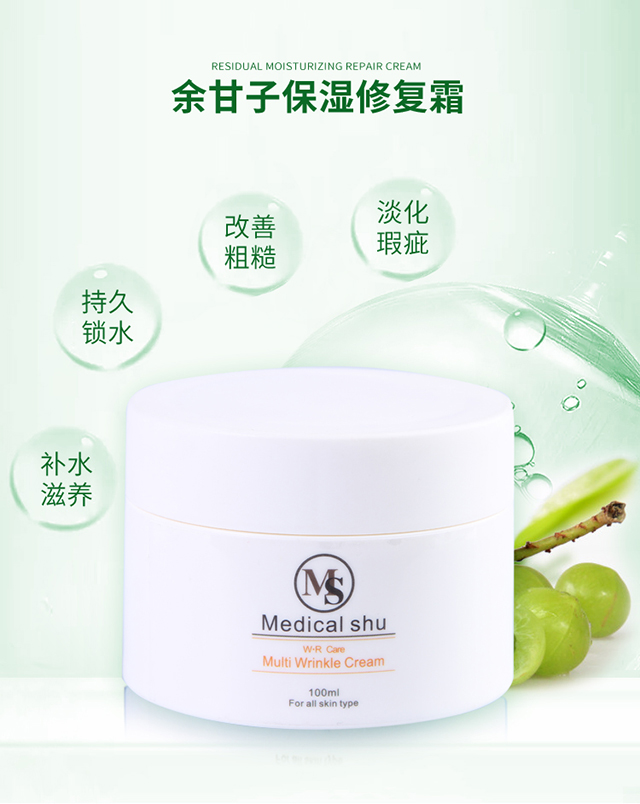 RESIDUAL MOISTURIZING REPAIR CREAM
余甘子保湿修复霜
淡化
瑕疵
改善
粗糙
持久
锁水
补水
滋养
MS
Medical shu
W-R Care
Multi Wrinkle Cream
100ml
For all skin type